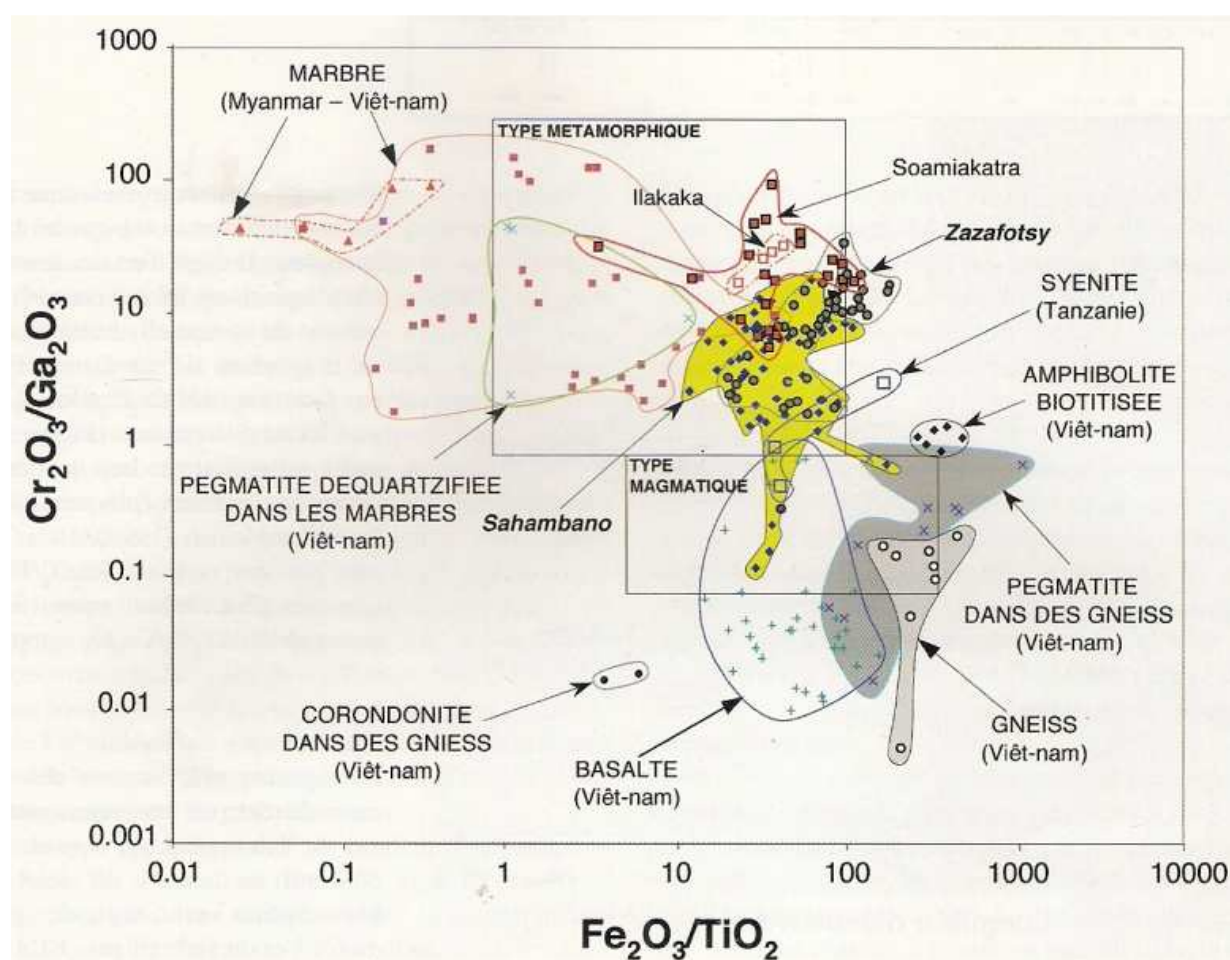 1000
100
10
1
0.1
0.01
0.001
Cr2O3/Ga2O3
MARBRE
(Myanmar – Viêt-nam)
TYPE METAMORPHIQUE
Ilakaka
Soamiakatra
Zazafotsy
SYENITE
(Tanzanie)
AMPHIBOLITE
BIOTITISEE
(Viêt-nam)
PEGMATITE DEQUARTZIFIEE
DANS LES MARBRES
(Viêt-nam)
Sahambano
TYPE
MAGMATIQUE
PEGMATITE
DANS DES GNEISS
(Viêt-nam)
CORONDONITE
DANS DES GNIESS
(Viêt-nam)
BASALTE
(Viêt-nam)
GNEISS
(Viêt-nam)
0.01
0.1
1
10
100
1000
10000
Fe2O3/TiO2